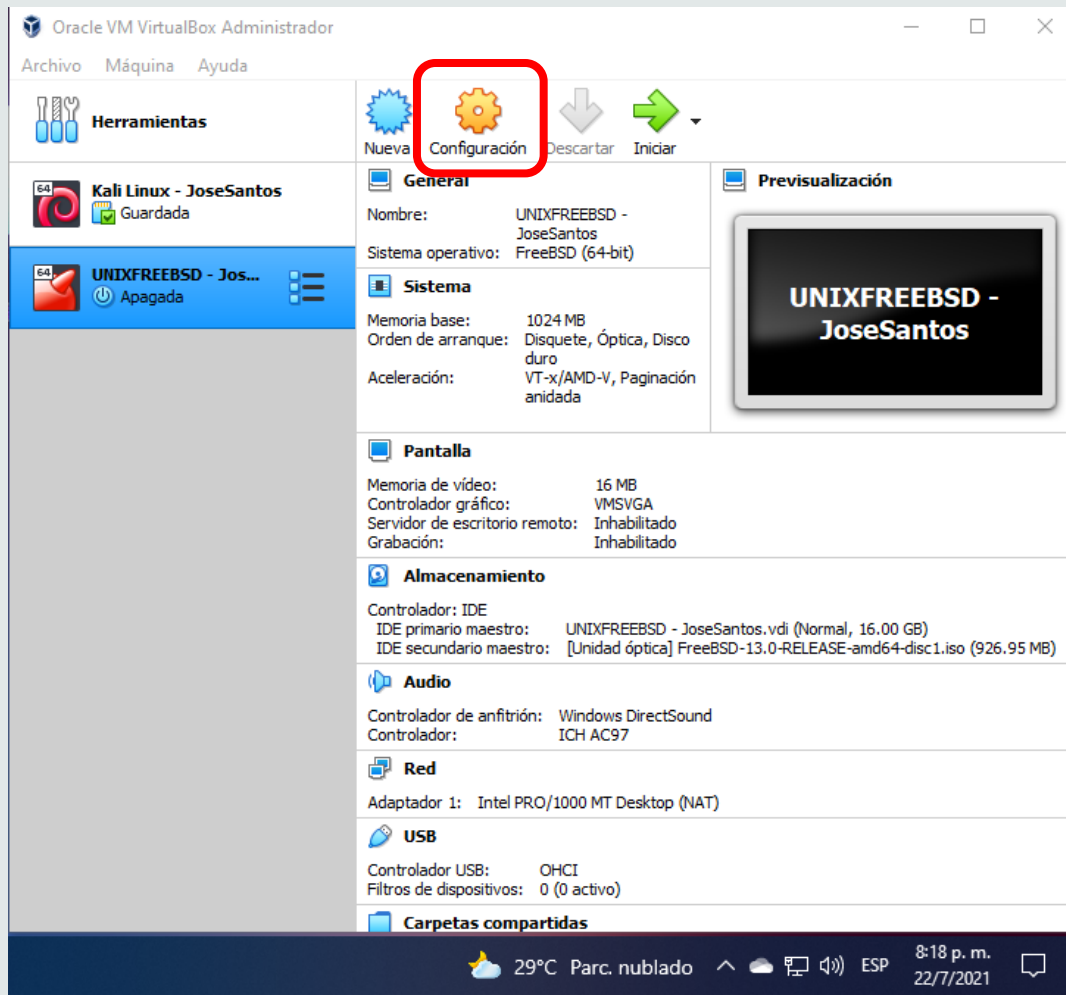 Oracle VM VirtualBox Administrador
Archivo Máquina Ayuda
Herramientas
Nueva Configuración Descartar Iniciar
64 Kali Linux - JoseSantos
Guardada
64 UNIXFREEBSD - Jos...
Apagada
General
Nombre: UNIXFREEBSD -
JoseSantos
Sistema operativo: FreeBSD (64-bit)
Previsualización
UNIXFREEBSD -
JoseSantos
Sistema
Memoria base: 1024 MB
Orden de arranque: Disquete, Óptica, Disco
duro
Aceleración: VT-x/AMD-V, Paginación
anidada
Pantalla
Memoria de vídeo: 16 MB
Controlador gráfico: VMSVGA
Servidor de escritorio remoto: Inhabilitado
Grabación: Inhabilitado
Almacenamiento
Controlador: IDE
IDE primario maestro: UNIXFREEBSD - JoseSantos.vdi (Normal, 16.00 GB)
IDE secundario maestro: [Unidad óptica] FreeBSD-13.0-RELEASE-amd64-disc1.iso (926.95 MB)
Audio
Controlador de anfitrión: Windows DirectSound
Controlador: ICH AC97
Red
Adaptador 1: Intel PRO/1000 MT Desktop (NAT)
USB
Controlador USB: OHCI
Filtros de dispositivos: 0 (0 activo)
Carpetas compartidas
29°C Parc. nublado ESP 8:18 p. m.
22/7/2021